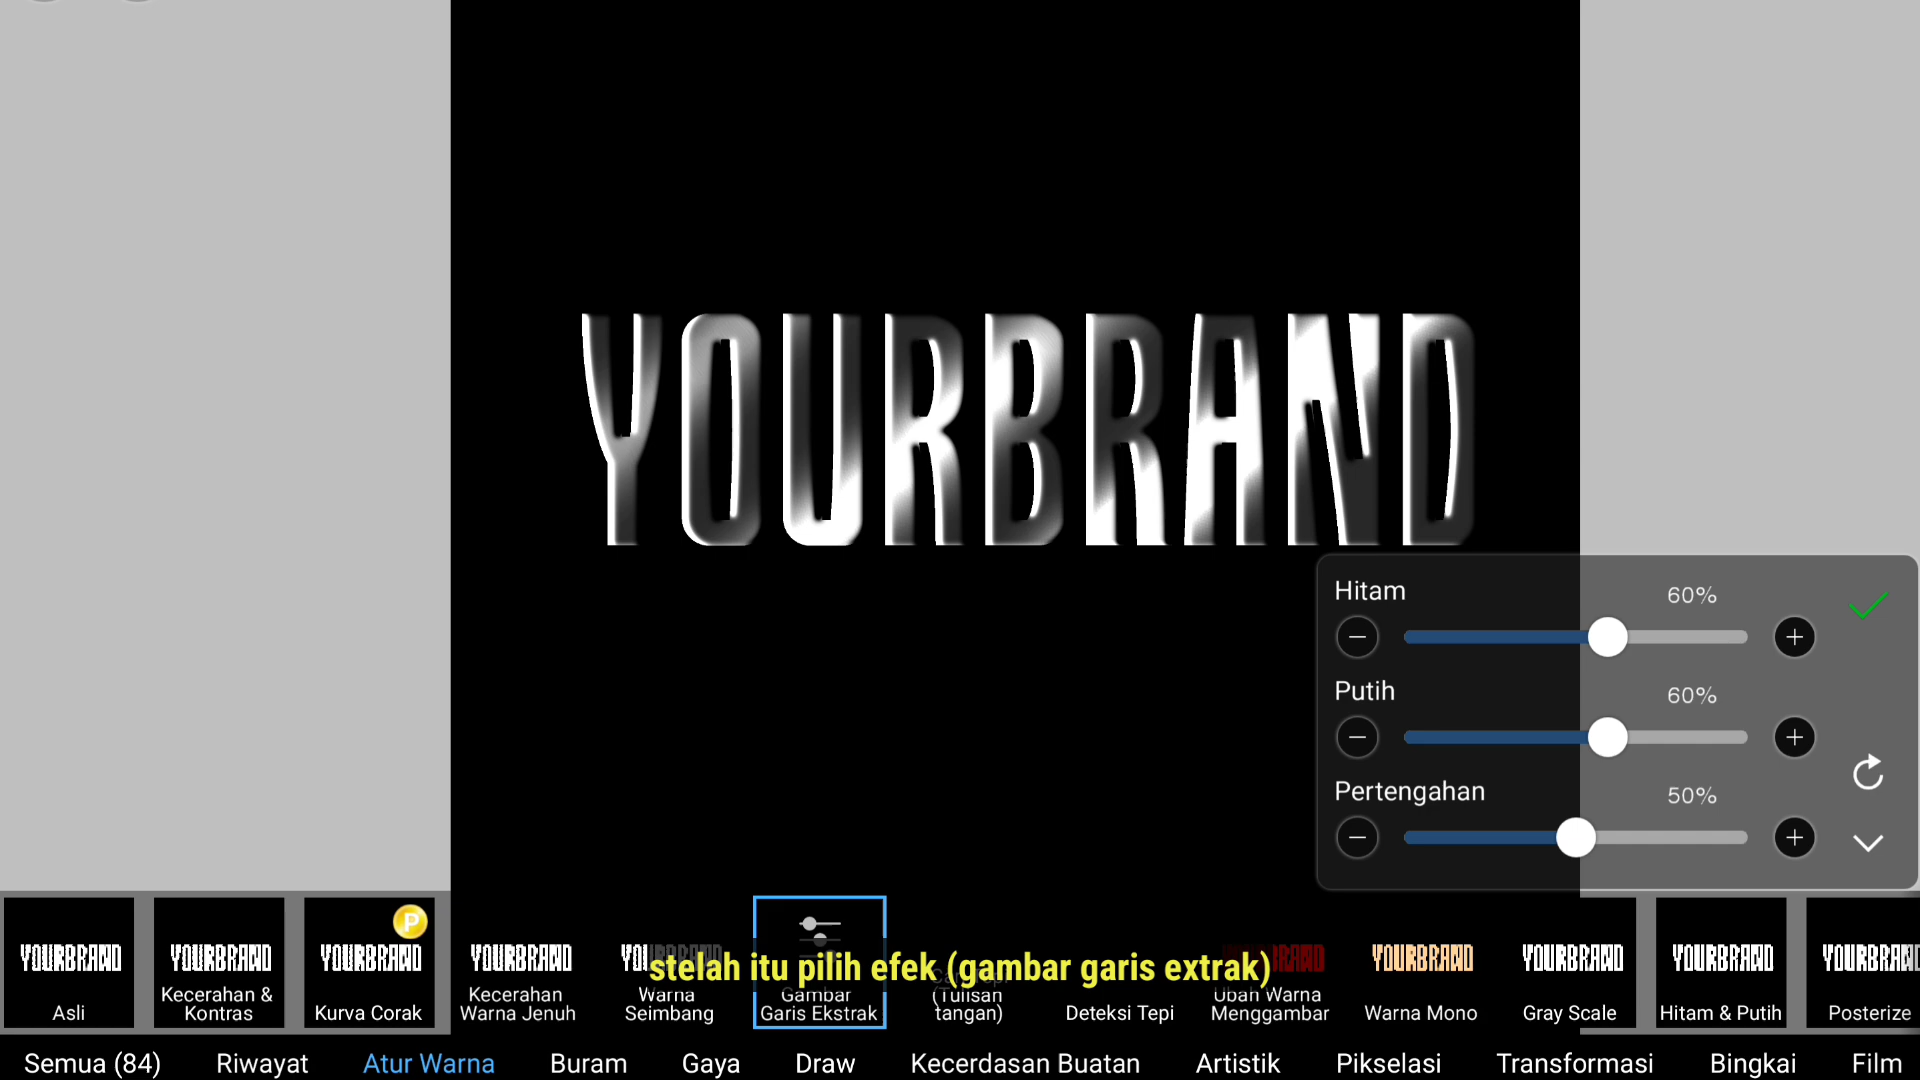 YOURBRAND
Hitam
60%
Putih
60%
Pertengahan
50%
P
YOURBRAND
YOURBRAND
YOURBRAND
YOURBRAND
YOURBRAND
YOURBRAND
YOURBRAND
YOURBRAND
stelah itu pilih efek (gambar garis extrak)
Asli
Kecerahan &
Kontras
Kurva Corak
Kecerahan
Warna Jenuh
Warna
Seimbang
Gambar
Garis Ekstrak
(Tulisan
tangan)
Deteksi Tepi
Ubah Warna
Menggambar
Warna Mono
Gray Scale
Hitam & Putih
Posterize
Semua (84)
Riwayat
Atur Warna
Buram
Gaya
Draw
Kecerdasan Buatan
Artistik
Pikselasi
Transformasi
Bingkai
Film